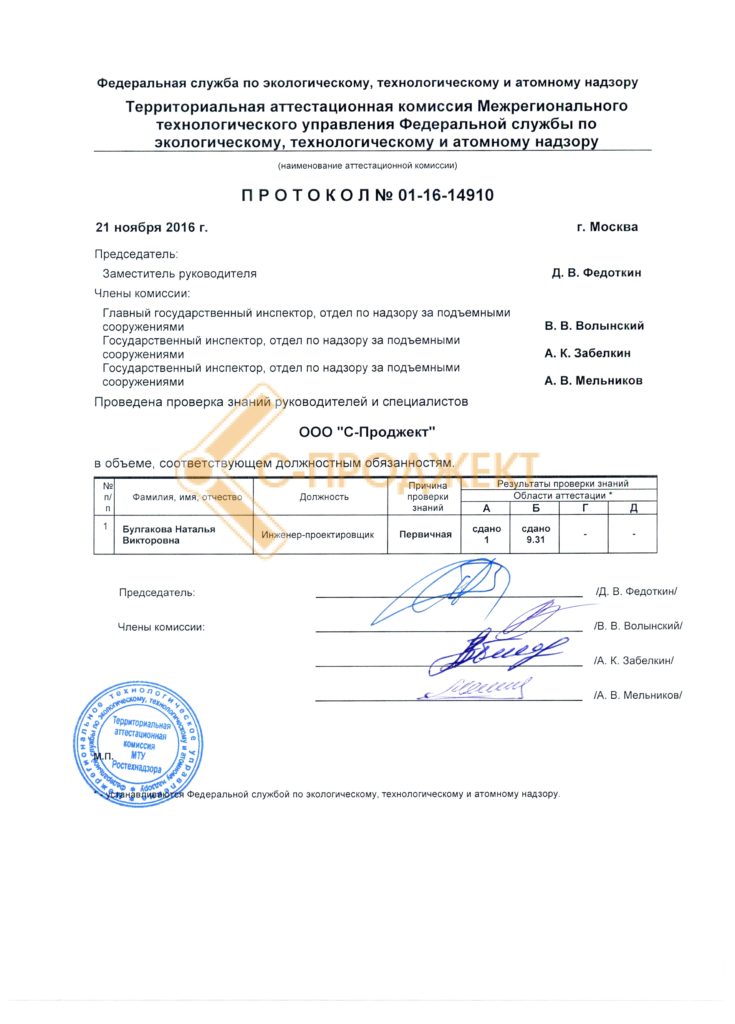 Федеральная служба по экологическому, технологическому и атомному надзору
Территориальная аттестационная комиссия Межрегионального
технологического управления Федеральной службы по
экологическому, технологическому и атомному надзору
(наименование аттестационной комиссии)
П Р О Т О К О Л № 01-16-14910
21 ноября 2016 г. г. Москва
Председатель:
Заместитель руководителя Д. В. Федоткин
Члены комиссии:
Главный государственный инспектор, отдел по надзору за подъемными
сооружениями В. В. Волынский
Государственный инспектор, отдел по надзору за подъемными
сооружениями А. К. Забелкин
Государственный инспектор, отдел по надзору за подъемными
сооружениями А. В. Мельников
Проведена проверка знаний руководителей и специалистов
ООО "С-Проджект"
С-ПРОДЖЕКТ
в объеме, соответствующем должностным обязанностям.
№ п/п Фамилия, имя, отчество Должность Причина проверки знаний Результаты проверки знаний
Области аттестации *
А Б Г Д
1 Булгакова Наталья Викторовна Инженер-проектировщик Первичная сдано 1 сдано 9.31 - -
Председатель: /Д. В. Федоткин/
Члены комиссии: /В. В. Волынский/
/А. К. Забелкин/
/А. В. Мельников/
Территориальная
аттестационная
комиссия
МТУ
Ростехнадзора
М.П.
* - устанавливаются Федеральной службой по экологическому, технологическому и атомному надзору.